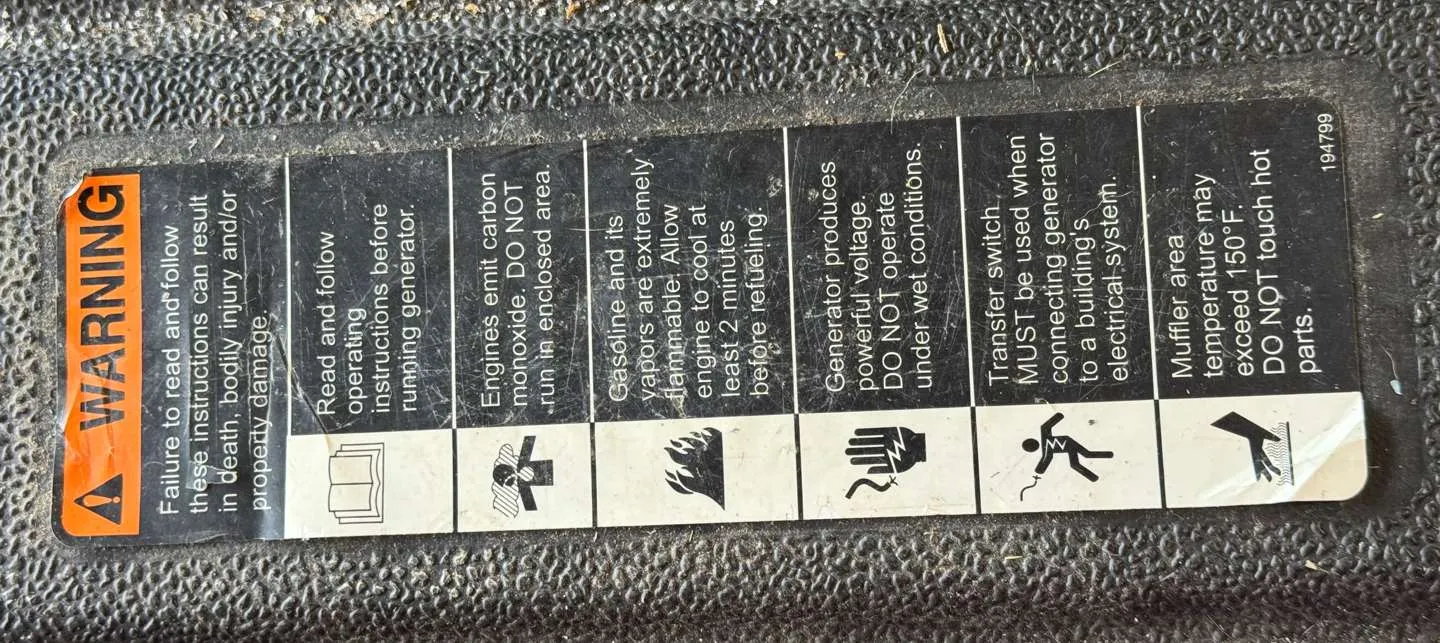 WARNING
Failure to read and follow
these instructions can result
in death, bodily injury and/or
property damage.
Read and follow
operating
instructions before
running generator.
Engines emit carbon
monoxide. DO NOT
run in enclosed area.
Gasoline and its
vapors are extremely
flammable. Allow
engine to cool at
least 2 minutes
before refueling.
Generator produces
powerful voltage.
DO NOT operate
under wet conditions.
Transfer switch
MUST be used when
connecting generator
to a building's
electrical system.
Muffler area
temperature may
exceed 150°F.
DO NOT touch hot
parts.
194799